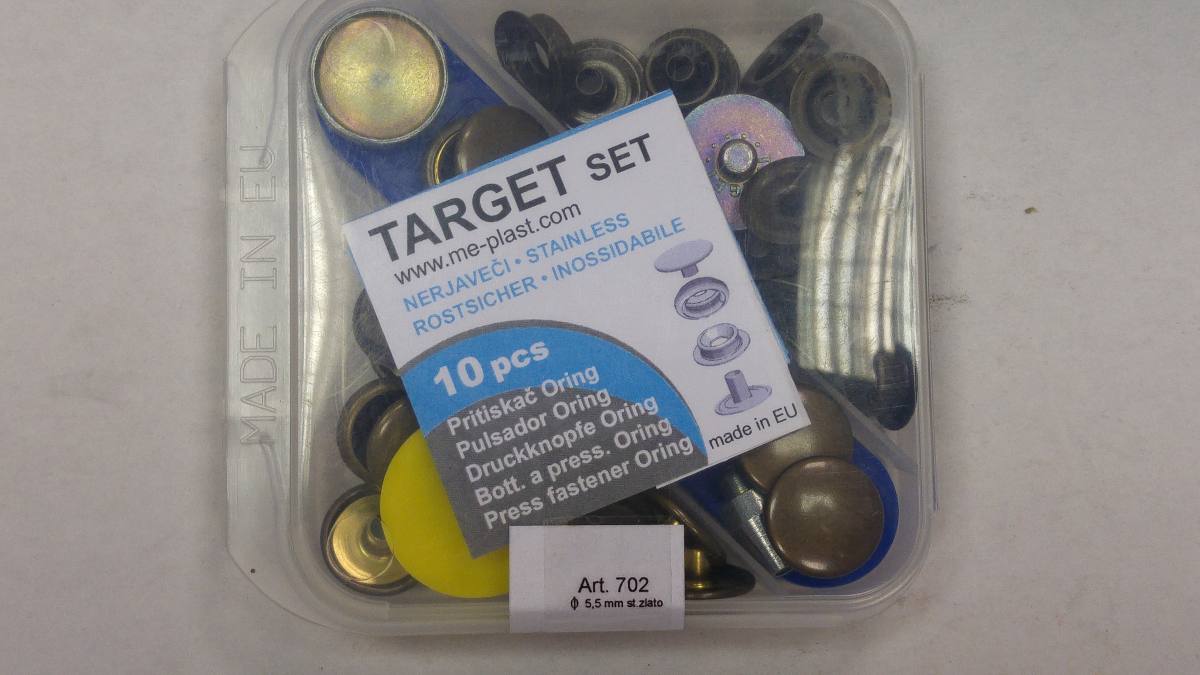 MADE IN EU
TARGET SET
www.me-plast.com
NERJAVEČI • STAINLESS
ROSTSICHER • INOSSIDABILE
10 pcs
Pritiskač Oring
Pulsador Oring
Druckknopfe Oring
Bott. a press. Oring
Press fastener Oring
made in EU
Art. 702
ϕ 5,5 mm st.zlato